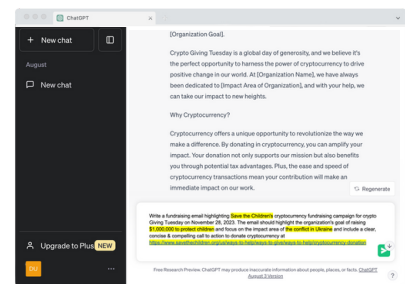 ChatGPT
+ New chat
August
New chat
Upgrade to Plus NEW
DU
...
[Organization Goal].
Crypto Giving Tuesday is a global day of generosity, and we believe it's
the perfect opportunity to harness the power of cryptocurrency to drive
positive change in our world. At [Organization Name], we have always
been dedicated to [Impact Area of Organization], and with your help, we
can take our impact to new heights.
Why Cryptocurrency?
Cryptocurrency offers a unique opportunity to revolutionize the way we
make a difference. By donating in cryptocurrency, you can amplify your
impact. Your donation not only supports our mission but also benefits
you through potential tax advantages. Plus, the ease and speed of
cryptocurrency transactions mean your contribution will make an
immediate impact on our work.
Regenerate
Write a fundraising email highlighting Save the Children's cryptocurrency fundraising campaign for crypto
Giving Tuesday on November 28, 2023. The email should highlight the organization's goal of raising
$1,000,000 to protect children and focus on the impact area of the conflict in Ukraine and include a clear,
concise & compelling call to action to donate cryptocurrency at
https://www.savethechildren.org/us/ways-to-help/ways-to-give/ways-to-help/cryptocurrency-donation
Free Research Preview. ChatGPT may produce inaccurate information about people, places, or facts. ChatGPT
August 3 Version
?